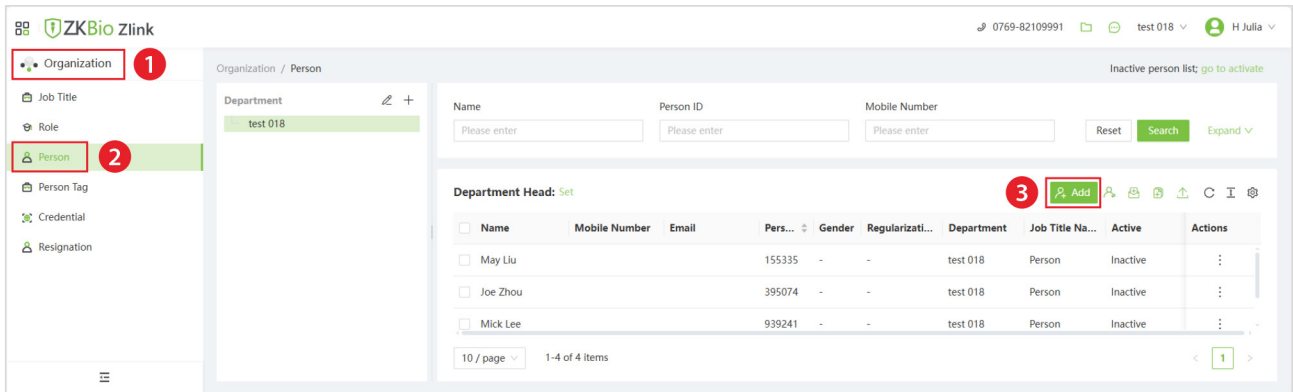 ZKBio Zlink
0769-82109991 test 018 H Julia
Organization 1
Job Title
Role
Person 2
Person Tag
Credential
Resignation
Organization / Person
Inactive person list; go to activate
Department
test 018
Name Person ID Mobile Number
Please enter Please enter Please enter Reset Search Expand
Department Head: Set
3 Add
Name Mobile Number Email Pers... Gender Regularizati... Department Job Title Na... Active Actions
May Liu 155335 - - test 018 Person Inactive
Joe Zhou 395074 - - test 018 Person Inactive
Mick Lee 939241 - - test 018 Person Inactive
10 / page 1-4 of 4 items < 1 >